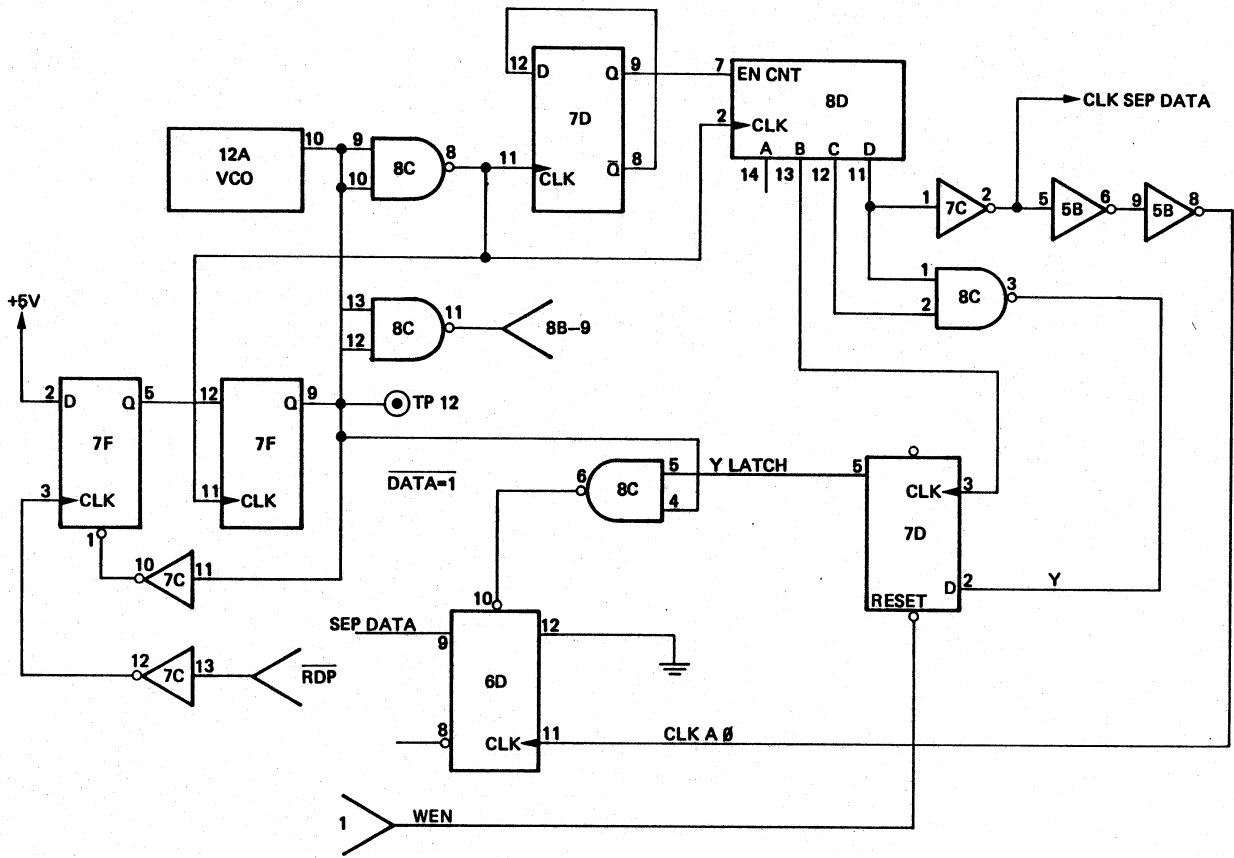 12 D Q 9 7 EN CNT
7D 8D
2 CLK
CLK SEP DATA
12A
VCO
10 9 8C 8 11 CLK Q̅ 8
10
A B C D
14 13 12 11
1 7C 2 5 5B 6 9 5B 8
+5V
13 8C 11 8B–9
12
1 8C 3
2
2 D Q 5 12 Q 9 TP 12
7F 7F
3 CLK 11 CLK
1
10 7C 11
D̅A̅T̅A̅=̅1̅
6 8C 5 Y LATCH 5
4
CLK 3
7D
D 2 Y
RESET
12 7C 13 R̅D̅P̅
10
SEP DATA 12
9
6D
8 CLK 11 CLK A Ø
1 WEN